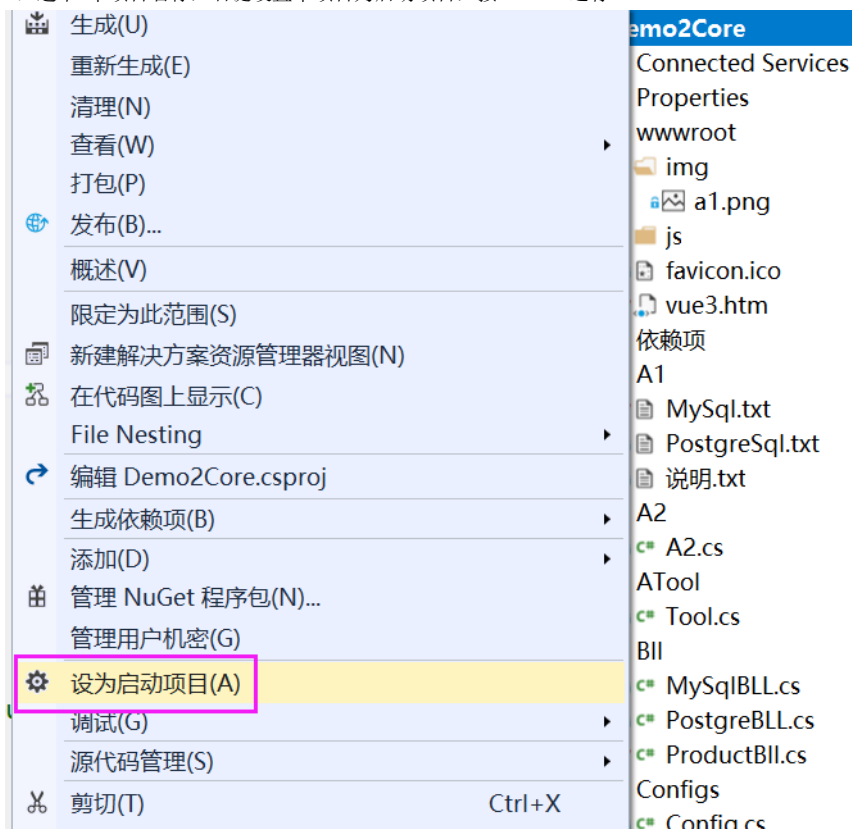 生成(U)
重新生成(E)
清理(N)
查看(W)
打包(P)
发布(B)...
概述(V)
限定为此范围(S)
新建解决方案资源管理器视图(N)
在代码图上显示(C)
File Nesting
编辑 Demo2Core.csproj
生成依赖项(B)
添加(D)
管理 NuGet 程序包(N)...
管理用户机密(G)
设为启动项目(A)
调试(G)
源代码管理(S)
剪切(T) Ctrl+X
emo2Core
Connected Services
Properties
wwwroot
img
a1.png
js
favicon.ico
vue3.htm
依赖项
A1
MySql.txt
PostgreSql.txt
说明.txt
A2
C# A2.cs
ATool
C# Tool.cs
Bll
C# MySqlBLL.cs
C# PostgreBLL.cs
C# ProductBll.cs
Configs
C# Config.cs